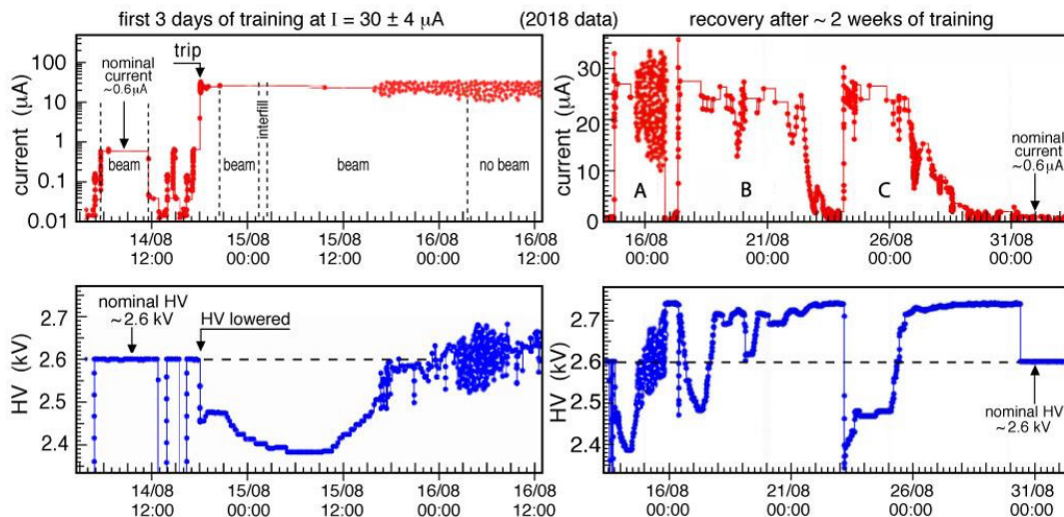 first 3 days of training at I = 30 ± 4 µA
(2018 data)
recovery after ~ 2 weeks of training
current (µA)
100
10
1
0.1
0.01
trip
nominal
current
~0.6µA
beam
beam
interfill
beam
no beam
14/08
12:00
15/08
00:00
15/08
12:00
16/08
00:00
16/08
12:00
current (µA)
30
20
10
0
A
B
C
nominal
current
~0.6µA
16/08
00:00
21/08
00:00
26/08
00:00
31/08
00:00
HV (kV)
2.7
2.6
2.5
2.4
nominal HV
~2.6 kV
HV lowered
14/08
12:00
15/08
00:00
15/08
12:00
16/08
00:00
16/08
12:00
HV (kV)
2.7
2.6
2.5
2.4
nominal HV
~2.6 kV
16/08
00:00
21/08
00:00
26/08
00:00
31/08
00:00